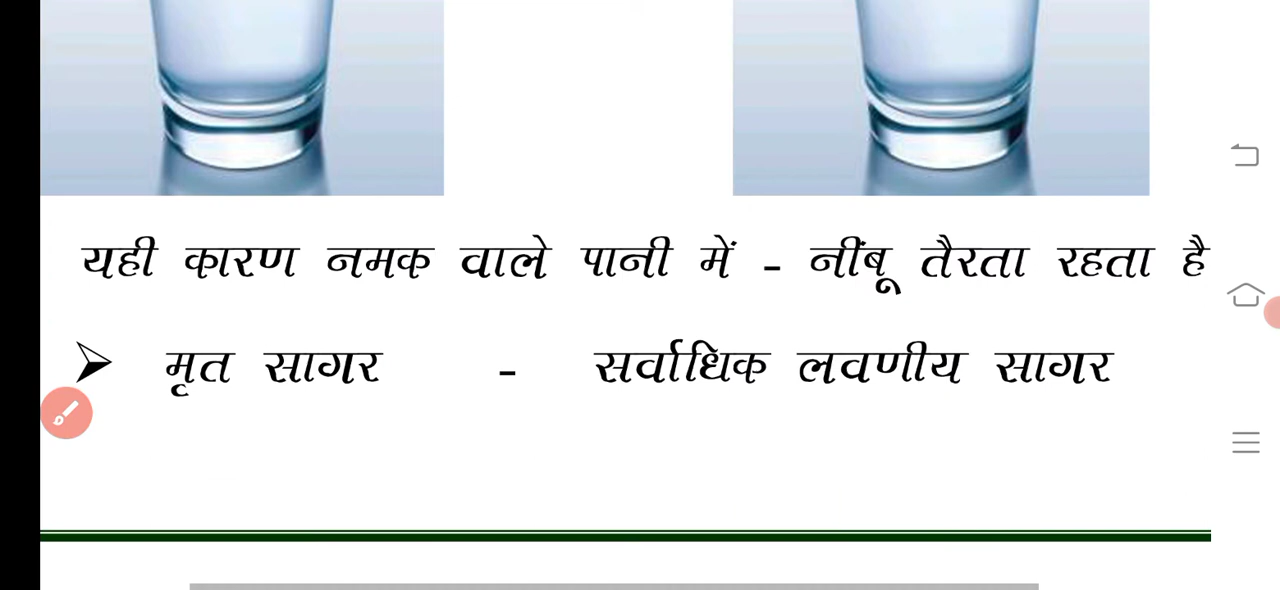 यही कारण नमक वाले पानी में - नींबू तैरता रहता है
➢ मृत सागर - सर्वाधिक लवणीय सागर